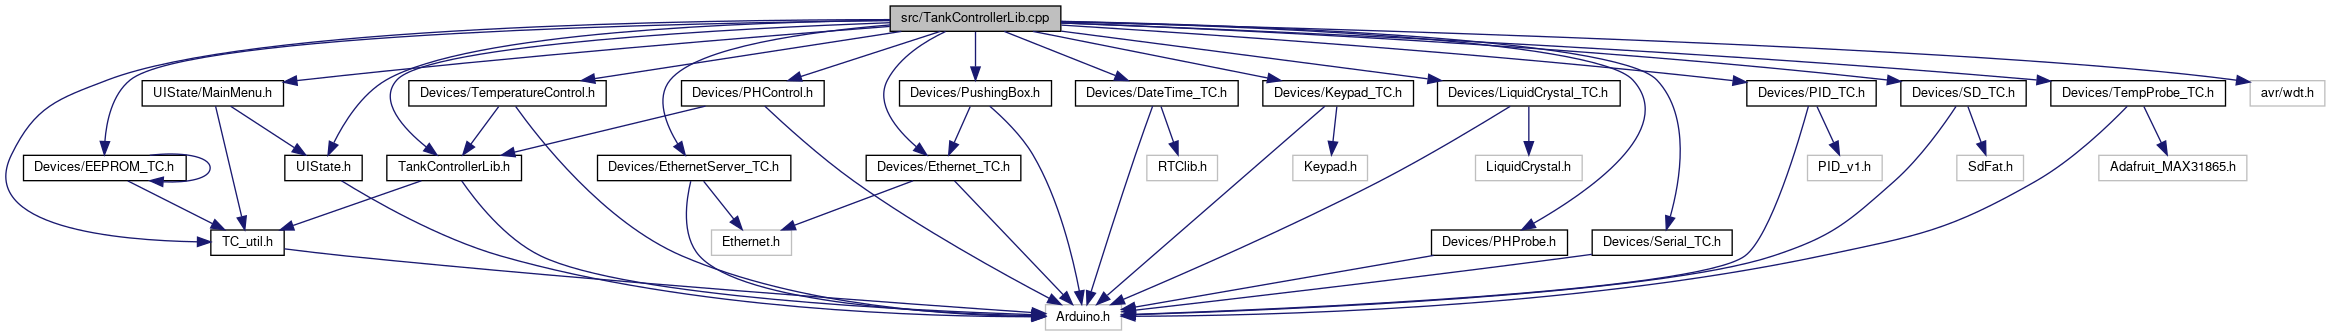 src/TankControllerLib.cpp
UIState/MainMenu.h
Devices/TemperatureControl.h
Devices/PHControl.h
Devices/PushingBox.h
Devices/DateTime_TC.h
Devices/Keypad_TC.h
Devices/LiquidCrystal_TC.h
Devices/PID_TC.h
Devices/SD_TC.h
Devices/TempProbe_TC.h
avr/wdt.h
Devices/EEPROM_TC.h
UIState.h
TankControllerLib.h
Devices/EthernetServer_TC.h
Devices/Ethernet_TC.h
RTClib.h
Keypad.h
LiquidCrystal.h
PID_v1.h
SdFat.h
Adafruit_MAX31865.h
TC_util.h
Ethernet.h
Devices/PHProbe.h
Devices/Serial_TC.h
Arduino.h